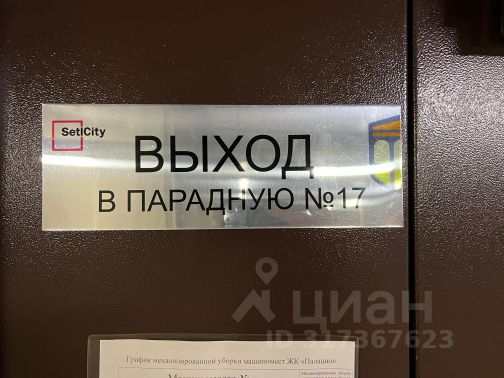 SetlCity
ВЫХОД
В ПАРАДНУЮ №17
циан
ID 317367623
График механизированной уборки машиномест ЖК «Палацио»